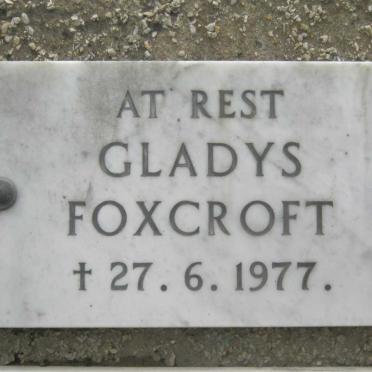 AT REST
GLADYS
FOXCROFT
† 27. 6. 1977.